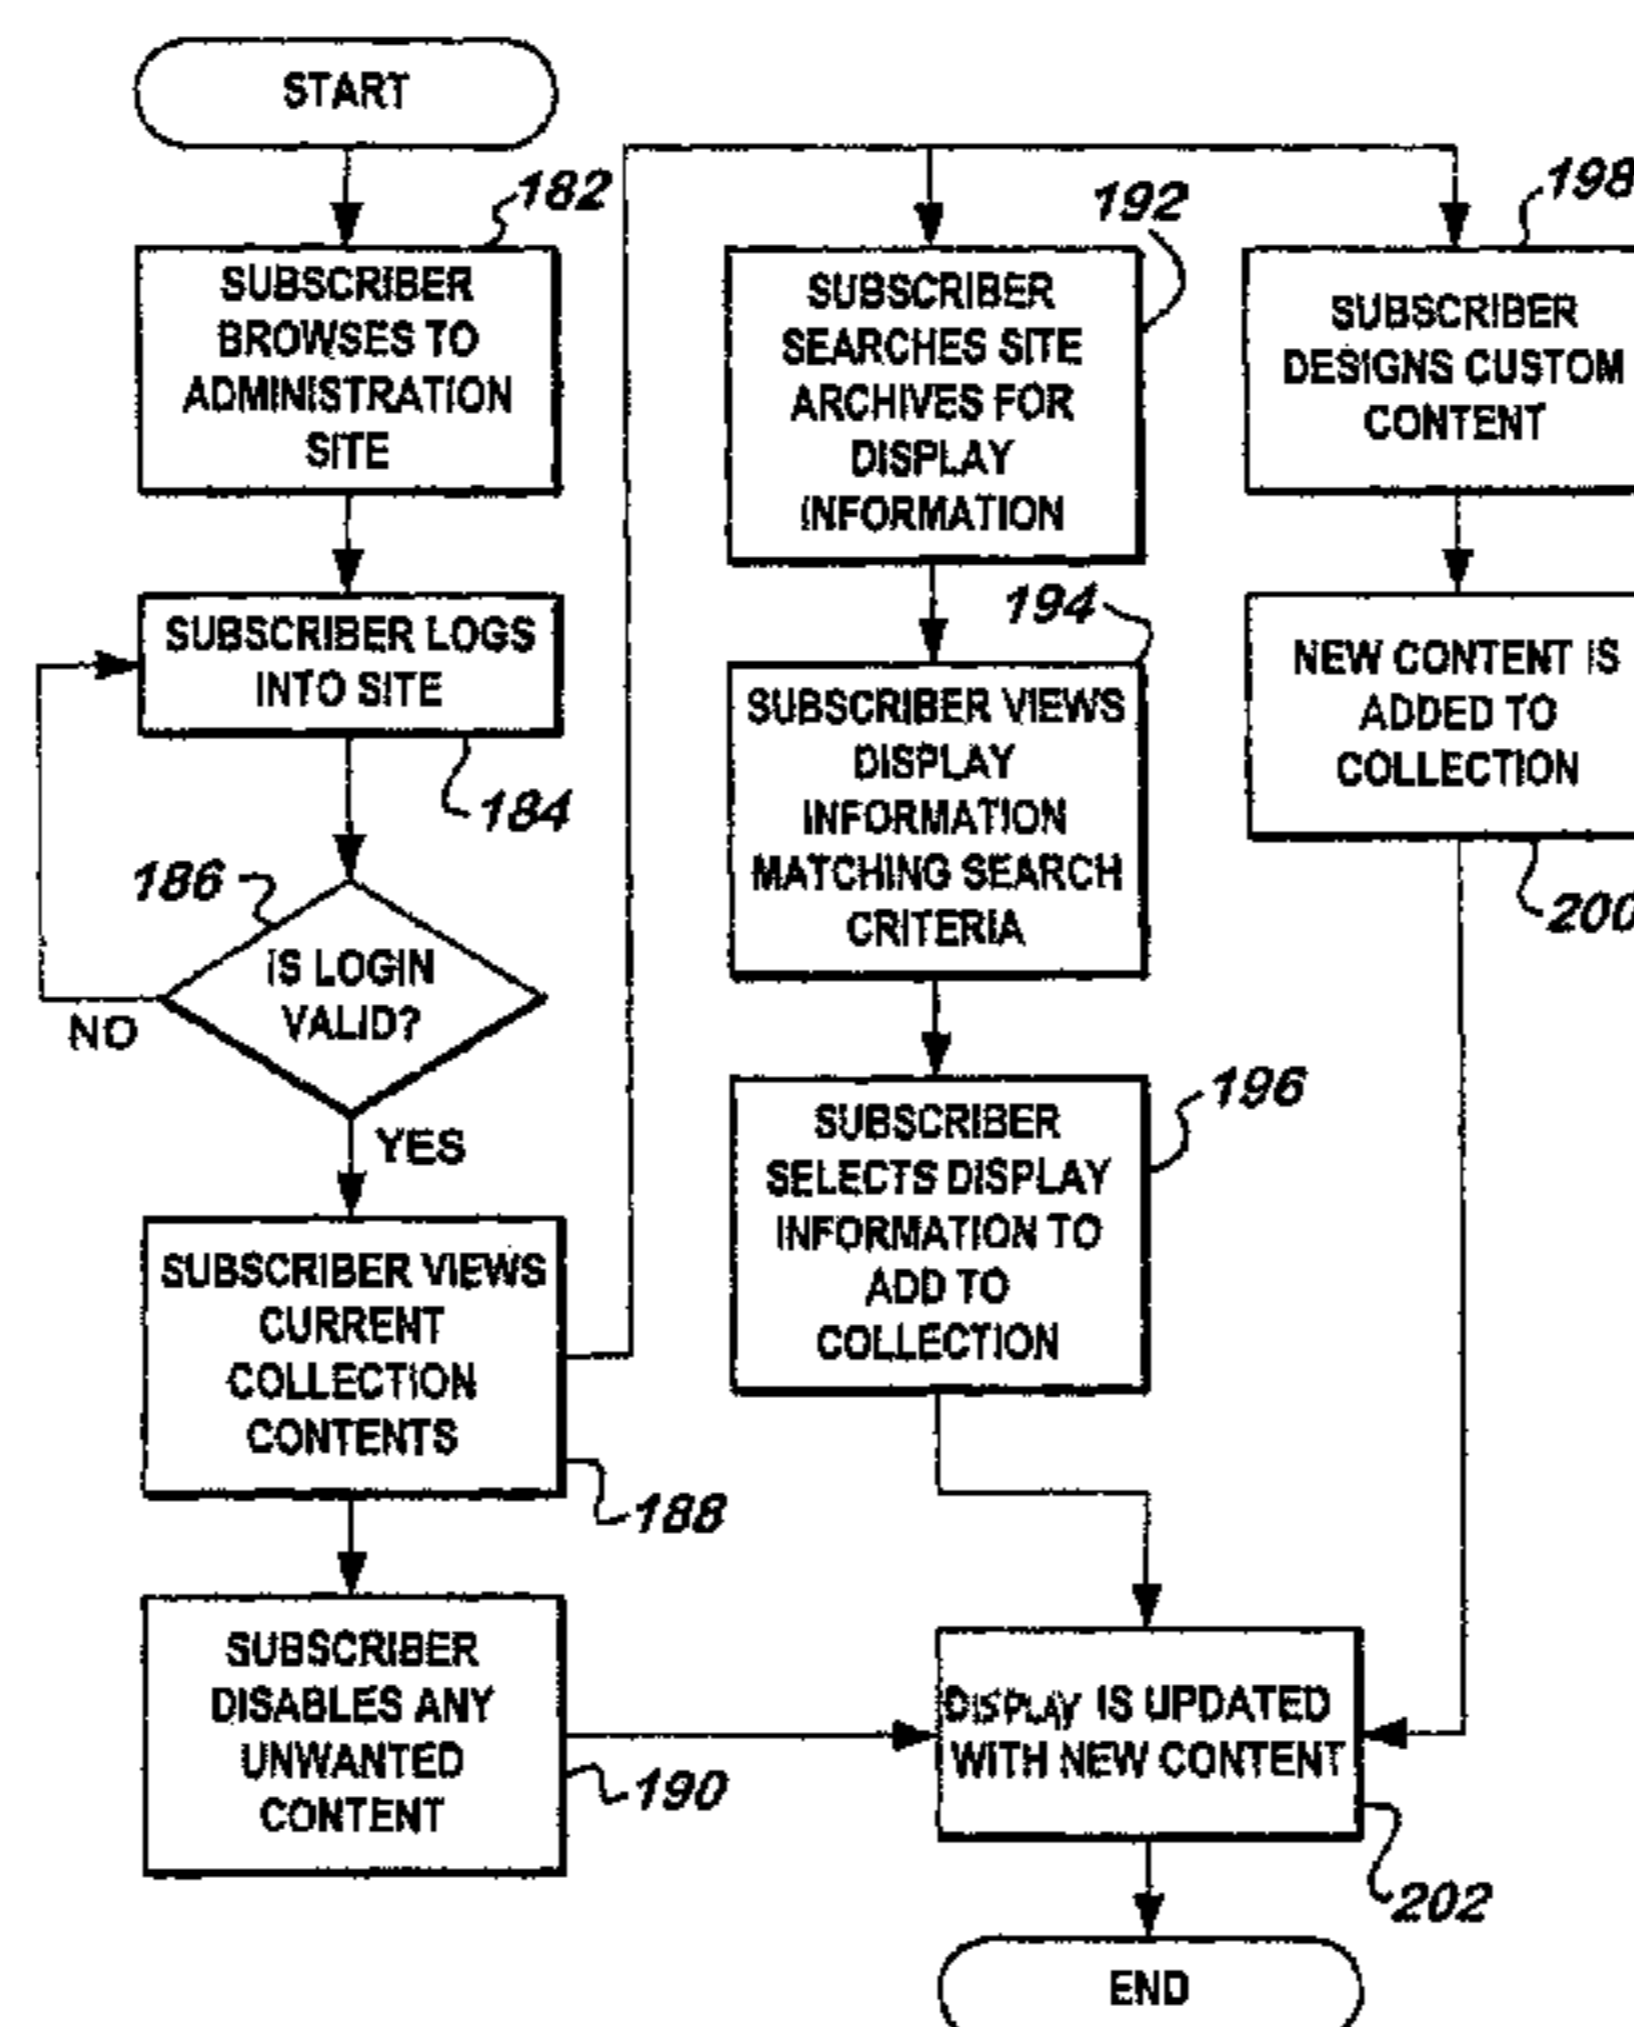 START
182
SUBSCRIBER
BROWSES TO
ADMINISTRATION
SITE
SUBSCRIBER LOGS
INTO SITE
184
186
IS LOGIN
VALID?
NO
YES
SUBSCRIBER VIEWS
CURRENT
COLLECTION
CONTENTS
188
SUBSCRIBER
DISABLES ANY
UNWANTED
CONTENT
190
192
SUBSCRIBER
SEARCHES SITE
ARCHIVES FOR
DISPLAY
INFORMATION
194
SUBSCRIBER VIEWS
DISPLAY
INFORMATION
MATCHING SEARCH
CRITERIA
196
SUBSCRIBER
SELECTS DISPLAY
INFORMATION TO
ADD TO
COLLECTION
198
SUBSCRIBER
DESIGNS CUSTOM
CONTENT
NEW CONTENT IS
ADDED TO
COLLECTION
200
DISPLAY IS UPDATED
WITH NEW CONTENT
202
END